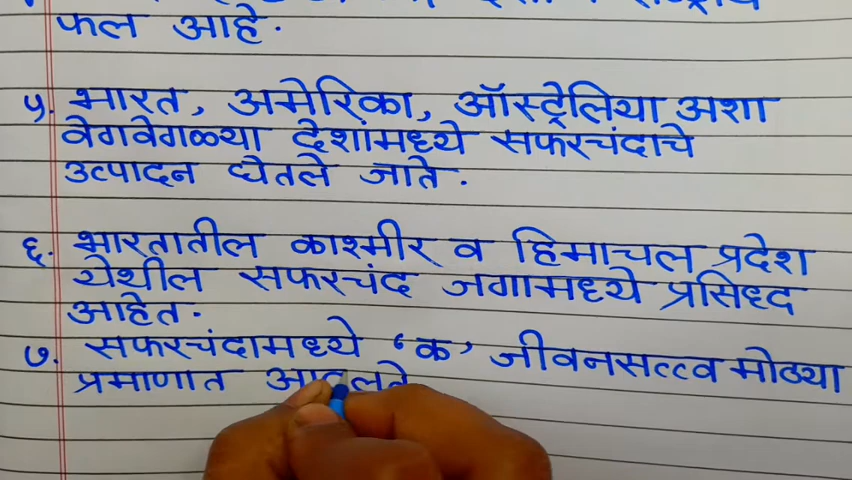 फल आहे.
५. भारत, अमेरिका, ऑस्ट्रेलिया अशा
वेगवेगळ्या देशांमध्ये सफरचंदाचे
उत्पादन घेतले जाते.
६. भारतातील काश्मीर व हिमाचल प्रदेश
येथील सफरचंद जगामध्ये प्रसिध्द
आहेत.
७. सफरचंदामध्ये 'क' जीवनसत्त्व मोठ्या
प्रमाणात